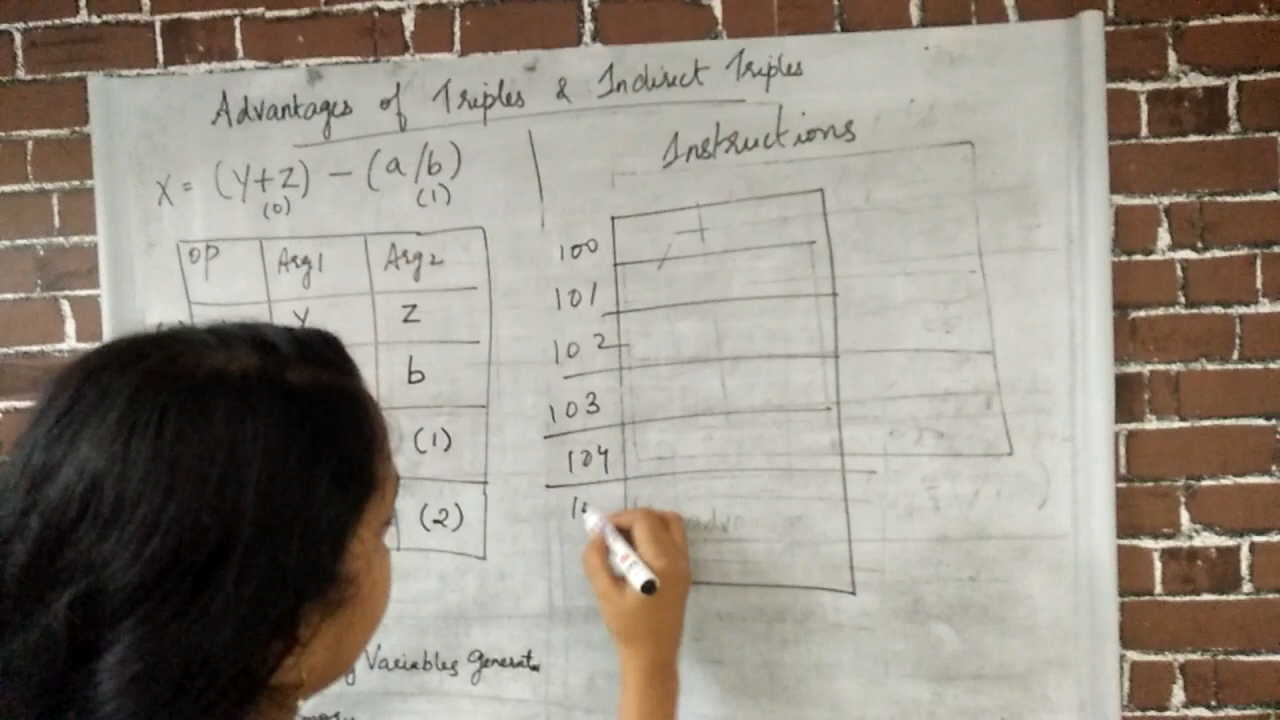 Advantages of Triples & Indirect Triples
X = (Y+Z) - (a/b)
(0) (1)
OP Arg1 Arg2
Y Z
b
(1)
(2)
Variables Generat
Instructions
100 +
101
102
103
104